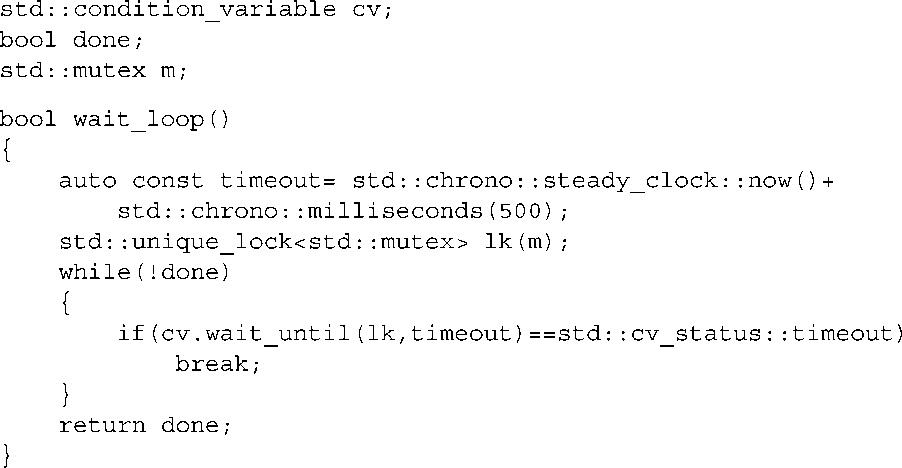 std::condition_variable cv;
bool done;
std::mutex m;
bool wait_loop()
{
    auto const timeout= std::chrono::steady_clock::now()+
        std::chrono::milliseconds(500);
    std::unique_lock<std::mutex> lk(m);
    while(!done)
    {
        if(cv.wait_until(lk,timeout)==std::cv_status::timeout)
            break;
    }
    return done;
}